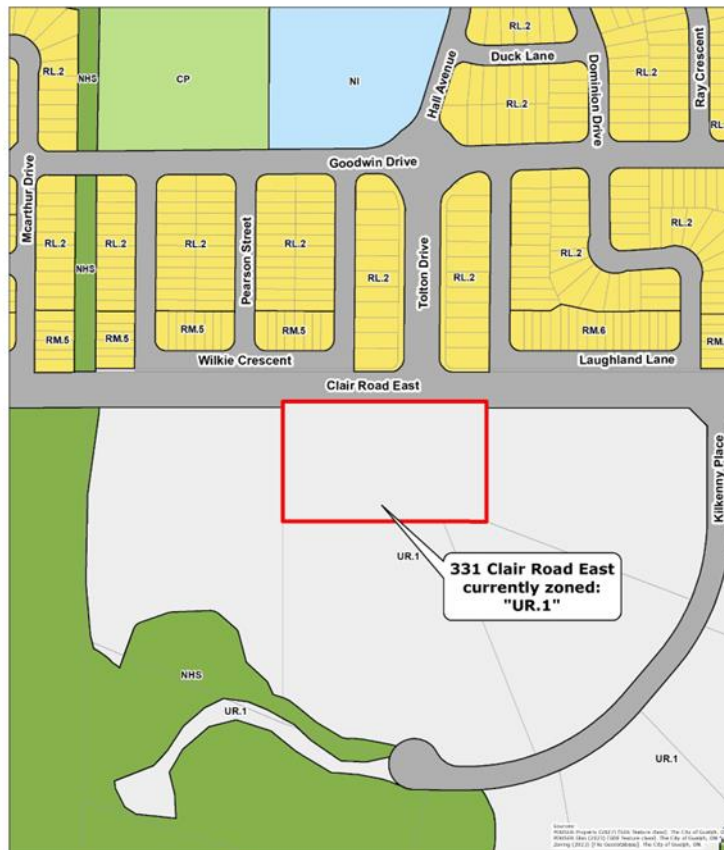 RL.2
NHS
CP
NI
Hall Avenue
RL.2
Duck Lane
RL.2
Dominion Drive
RL.2
Ray Crescent
Goodwin Drive
Mcarthur Drive
RL.2
NHS
RL.2
RL.2
Pearson Street
RL.2
RL.2
Tolton Drive
RL.2
RL.2
RL.2
RM.5
RM.5
RM.5
RM.5
RM.6
Wilkie Crescent
Laughland Lane
Clair Road East
Kilkenny Place
UR.1
331 Clair Road East
currently zoned:
"UR.1"
NHS
UR.1
UR.1
Sources: